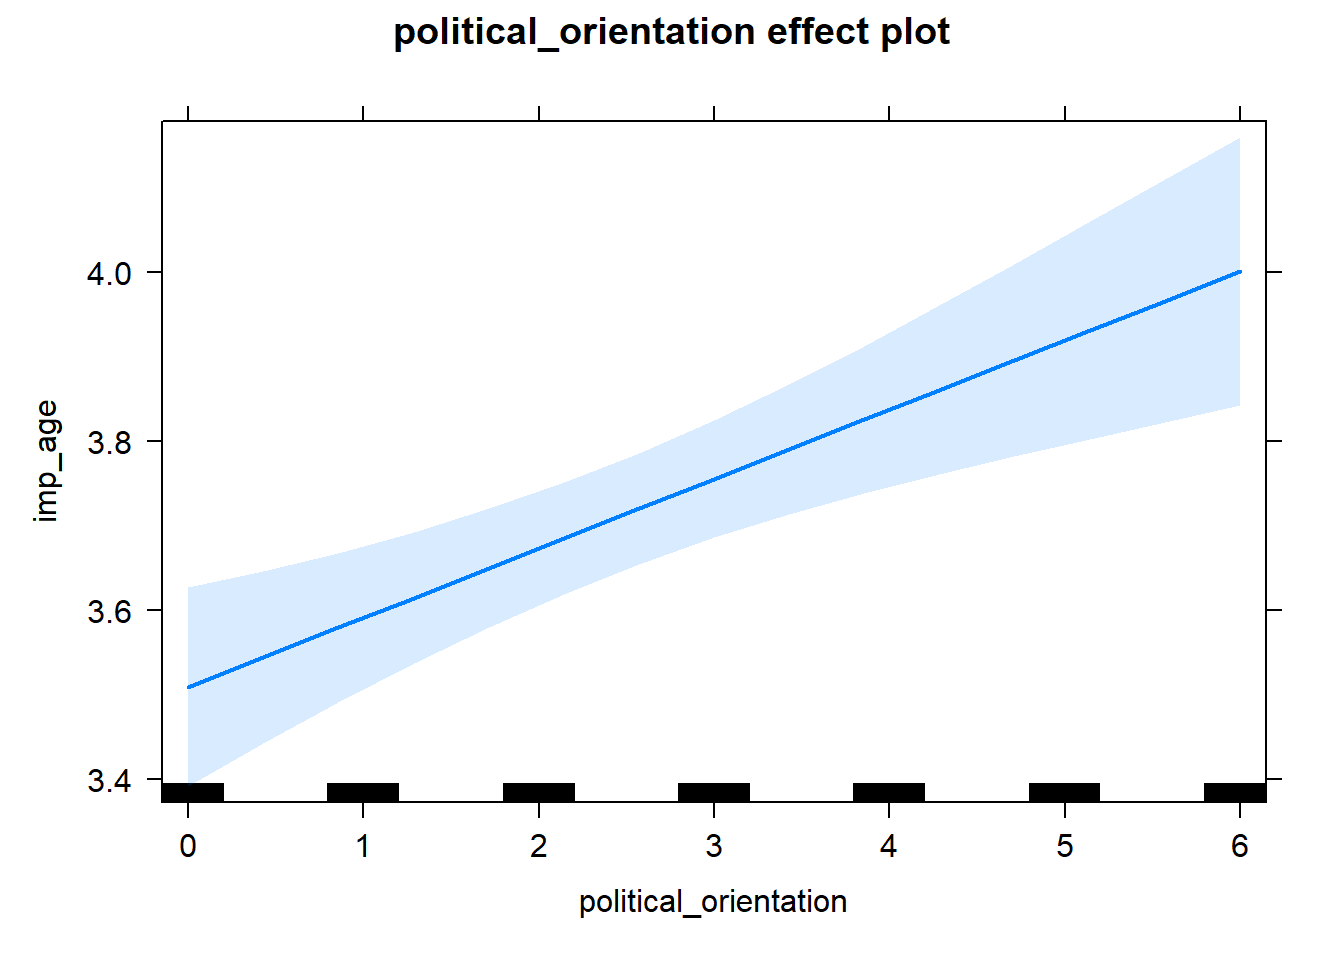 political_orientation effect plot
4.0
3.8
3.6
3.4
imp_age
0 1 2 3 4 5 6
political_orientation